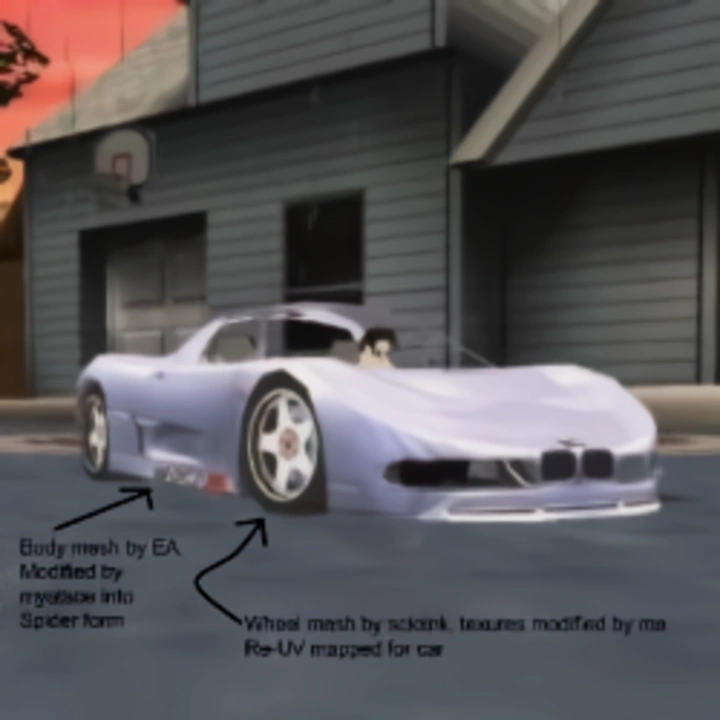 Body mesh by EA
Modified by
into
Spider form
Wheel mesh by textures modified by me
Re-UV mapped for car